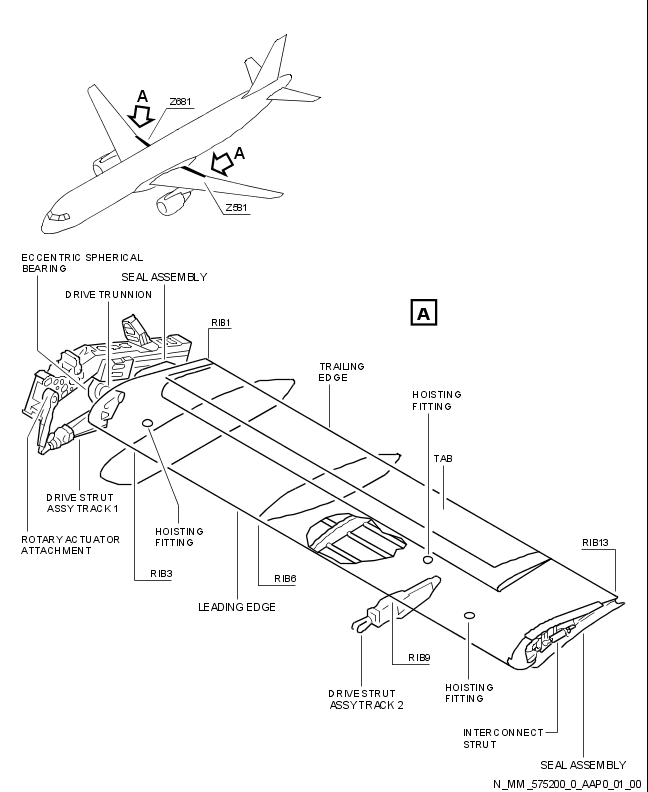 A
Z681
A
Z581
ECCENTRIC SPHERICAL
BEARING
SEAL ASSEMBLY
DRIVE TRUNNION
RIB1
A
TRAILING
EDGE
HOISTING
FITTING
TAB
DRIVE STRUT
ASSY TRACK 1
ROTARY ACTUATOR
ATTACHMENT
HOISTING
FITTING
RIB3
RIB6
LEADING EDGE
RIB13
RIB9
DRIVE STRUT
ASSY TRACK 2
HOISTING
FITTING
INTERCONNECT
STRUT
SEAL ASSEMBLY
N_MM_575200_0_AAP0_01_00